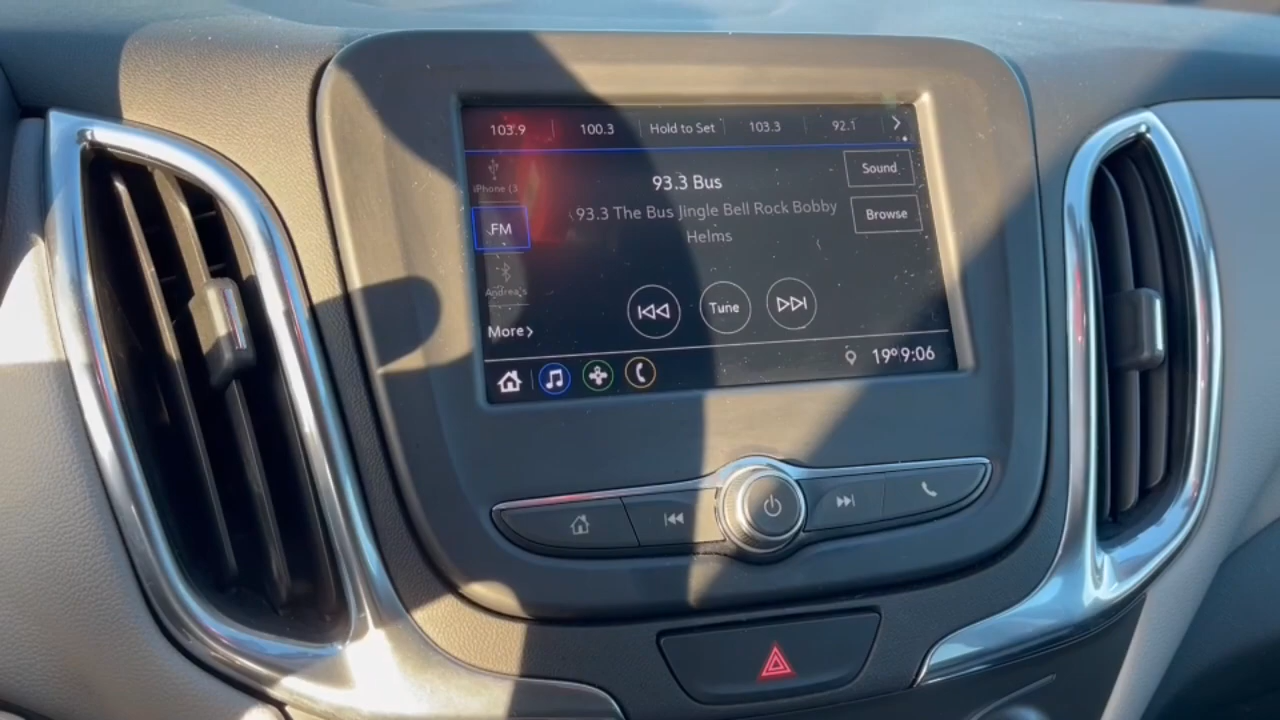 103.9 100.3 Hold to Set 103.3 92.1
iPhone (3
93.3 Bus
Sound
FM
93.3 The Bus Jingle Bell Rock Bobby
Helms
Browse
Andrea's
More
Tune
19° 9:06